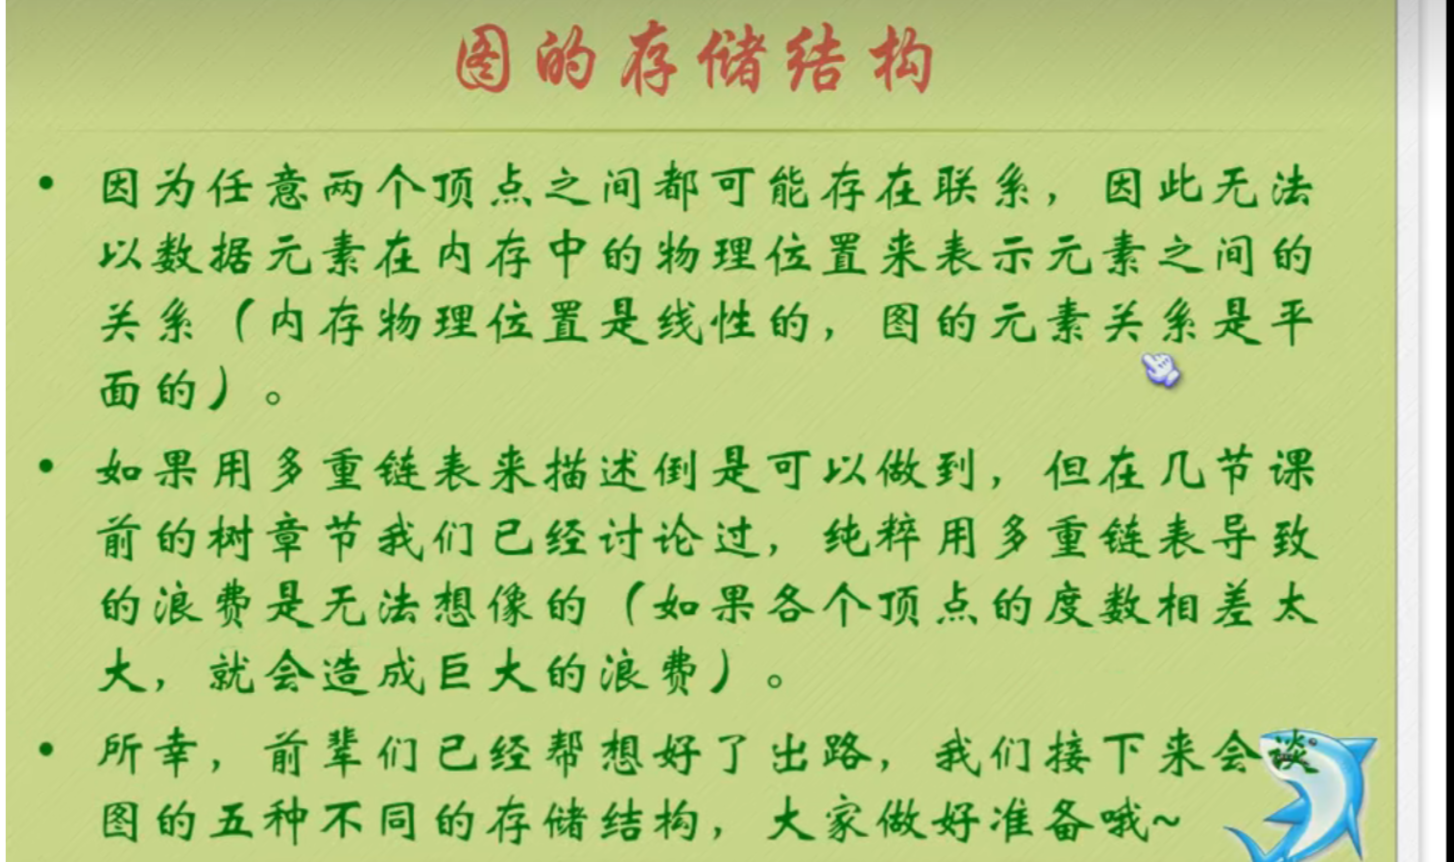 图的存储结构
• 因为任意两个顶点之间都可能存在联系，因此无法
以数据元素在内存中的物理位置来表示元素之间的
关系（内存物理位置是线性的，图的元素关系是平
面的）。
• 如果用多重链表来描述倒是可以做到，但在几节课
前的树章节我们已经讨论过，纯粹用多重链表导致
的浪费是无法想像的（如果各个顶点的度数相差太
大，就会造成巨大的浪费）。
• 所幸，前辈们已经帮想好了出路，我们接下来会谈
图的五种不同的存储结构，大家做好准备哦~